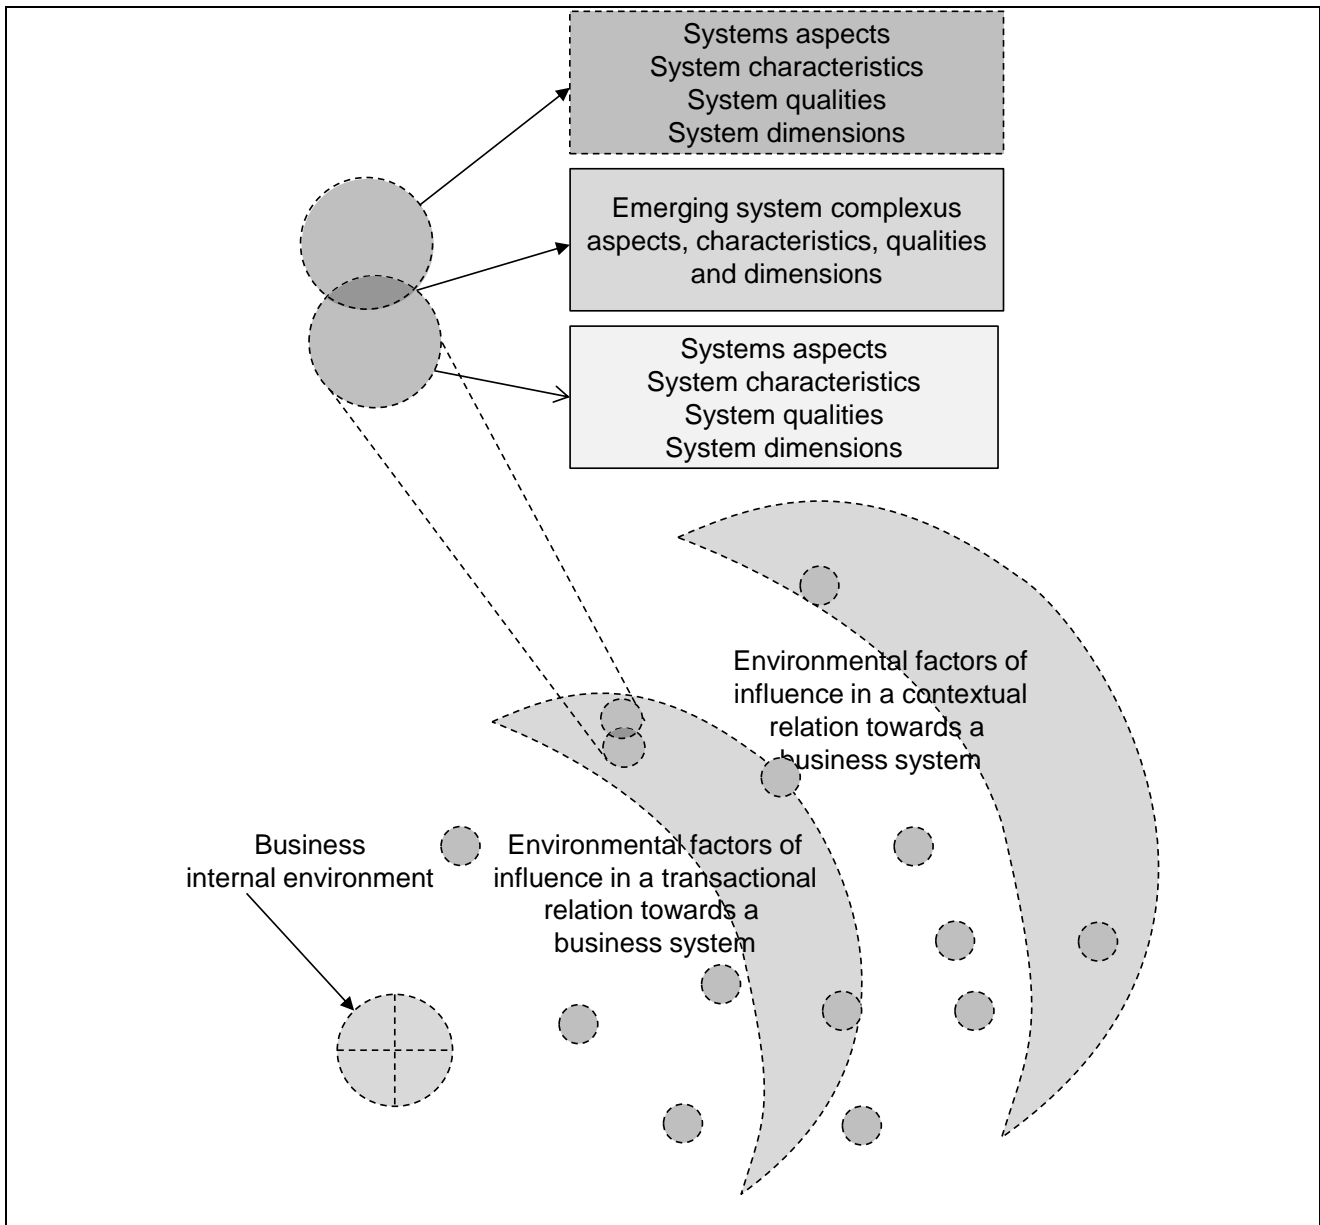 Systems aspects
System characteristics
System qualities
System dimensions
Emerging system complexus
aspects, characteristics, qualities
and dimensions
Systems aspects
System characteristics
System qualities
System dimensions
Environmental factors of
influence in a contextual
relation towards a
business system
Business
internal environment
Environmental factors of
influence in a transactional
relation towards a
business system